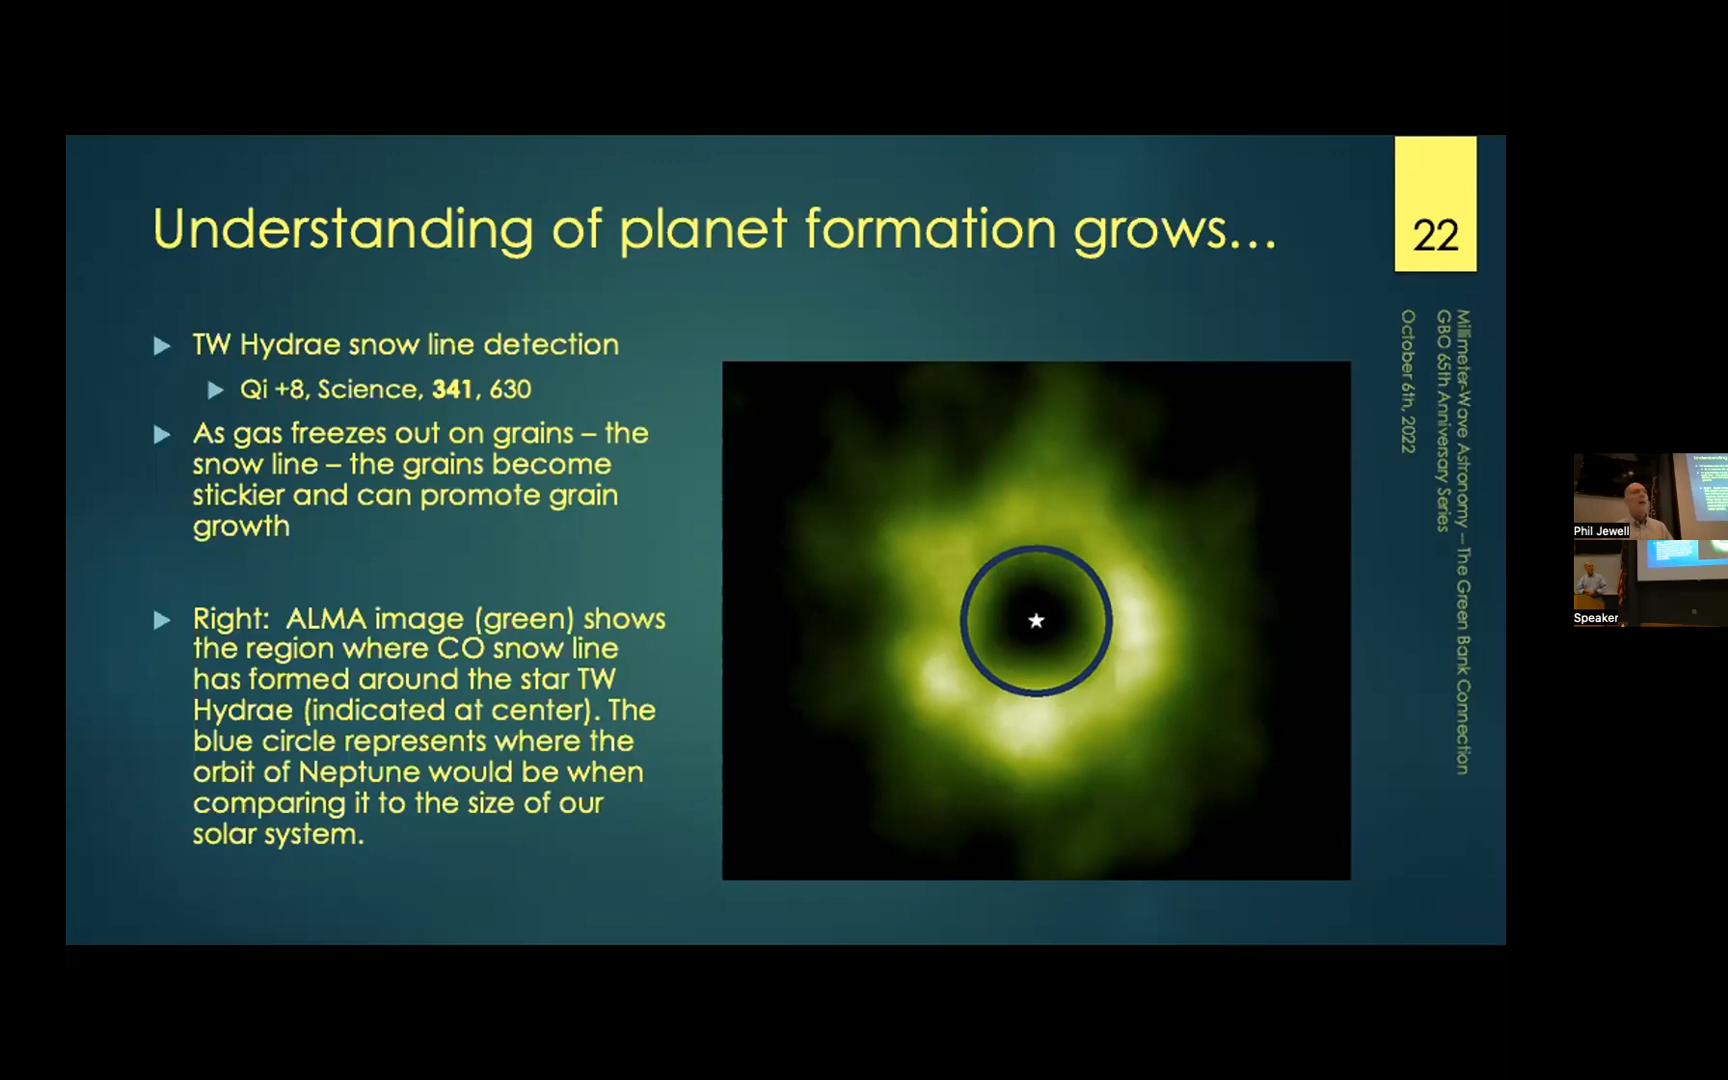 Understanding of planet formation grows...
22
TW Hydrae snow line detection
Qi +8, Science, 341, 630
As gas freezes out on grains – the
snow line – the grains become
stickier and can promote grain
growth
Right:  ALMA image (green) shows
the region where CO snow line
has formed around the star TW
Hydrae (indicated at center). The
blue circle represents where the
orbit of Neptune would be when
comparing it to the size of our
solar system.
Millimeter-Wave Astronomy – The Green Bank Connection
GBO 65th Anniversary Series
October 6th, 2022
Phil Jewell
Speaker